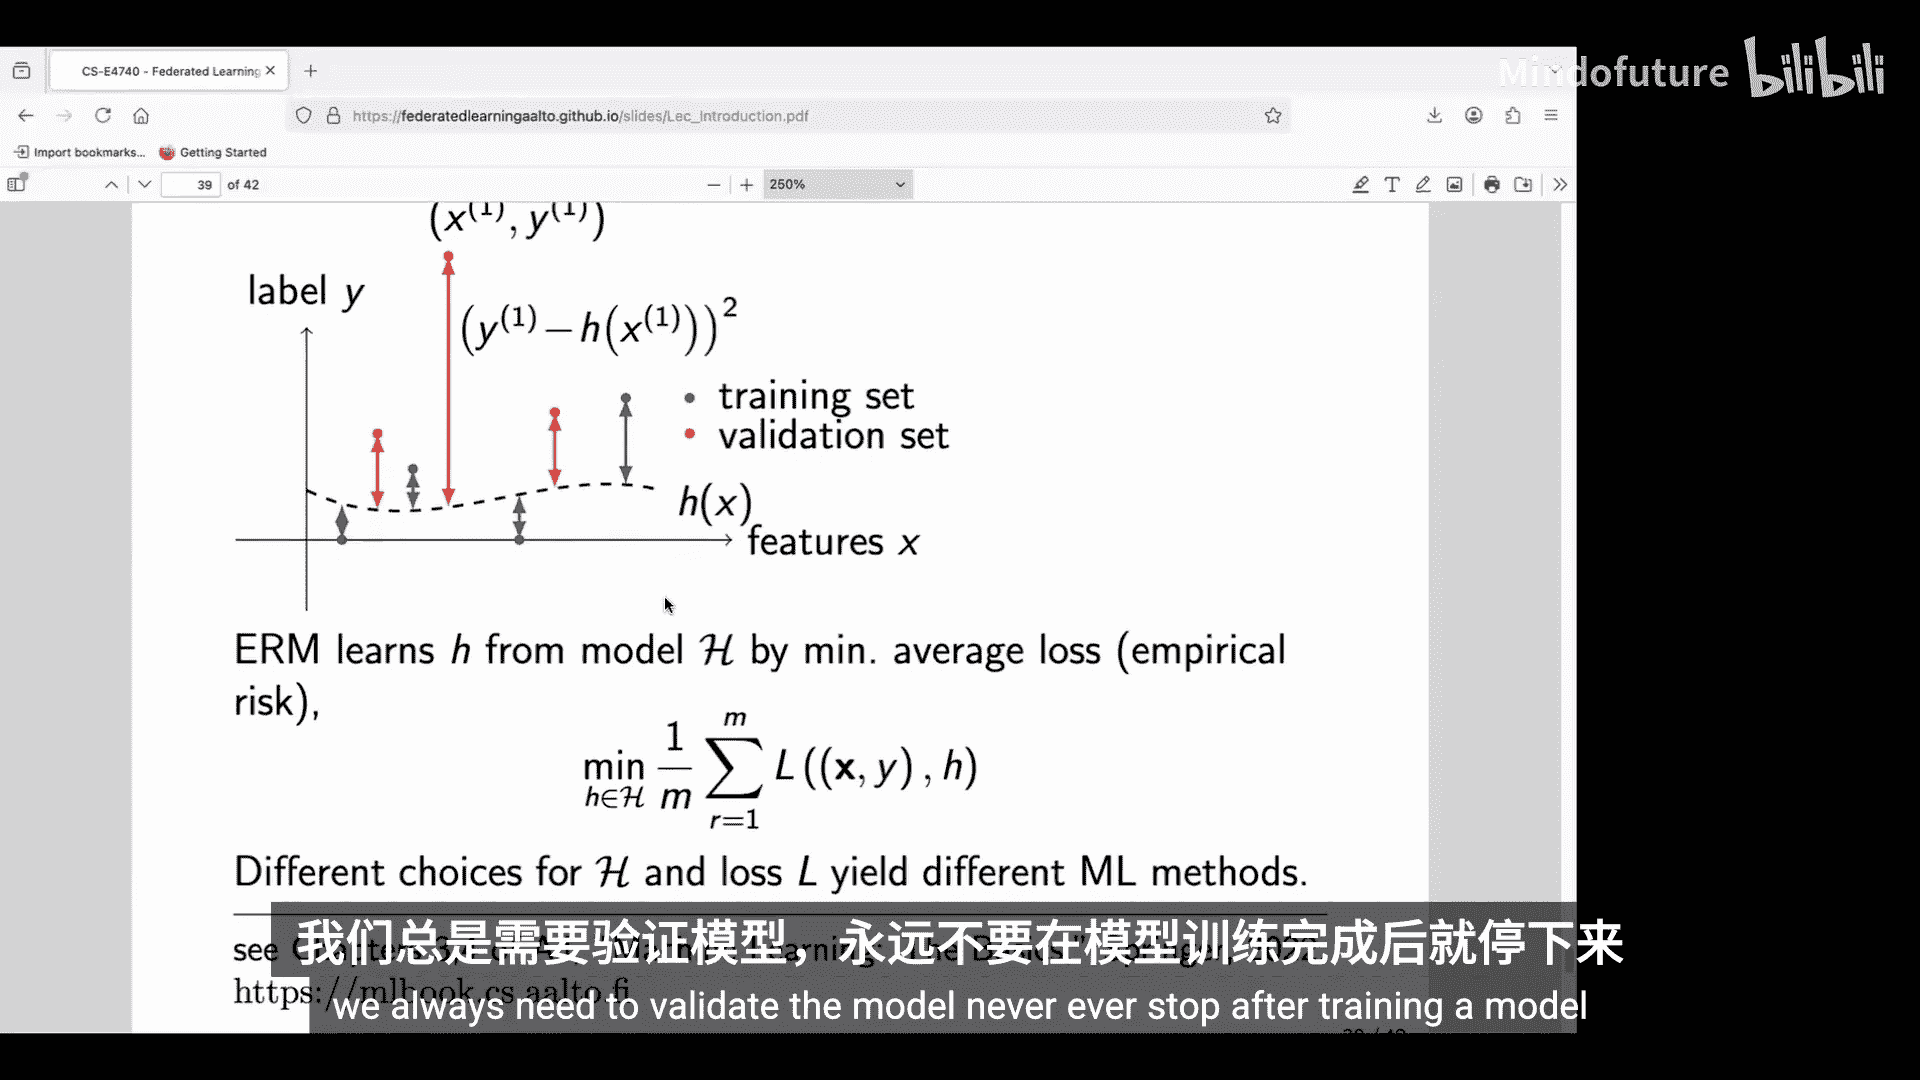 Mindofuture bilibili
CS-E4740 - Federated Learning
https://federatedlearningaalto.github.io/slides/Lec_Introduction.pdf
Import bookmarks... Getting Started
39 of 42
250%
(x⁽¹⁾, y⁽¹⁾)
label y
(y⁽¹⁾ − h(x⁽¹⁾))²
training set
validation set
h(x)
features x
ERM learns h from model ℋ by min. average loss (empirical
risk),
min_{h∈ℋ} 1/m ∑_{r=1}^{m} L((𝐱, y), h)
Different choices for ℋ and loss L yield different ML methods.
see
https://mlbook.cs.aalto.fi
我们总是需要验证模型，永远不要在模型训练完成后就停下来
we always need to validate the model never ever stop after training a model